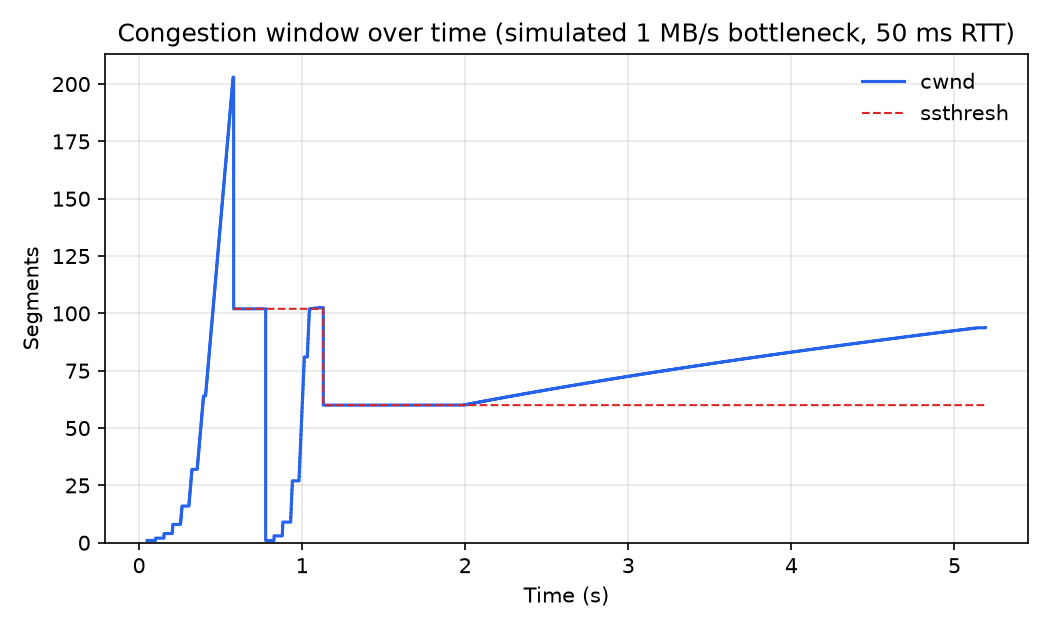 Congestion window over time (simulated 1 MB/s bottleneck, 50 ms RTT)
cwnd
ssthresh
200
175
150
125
100
75
50
25
0
Segments
0 1 2 3 4 5
Time (s)